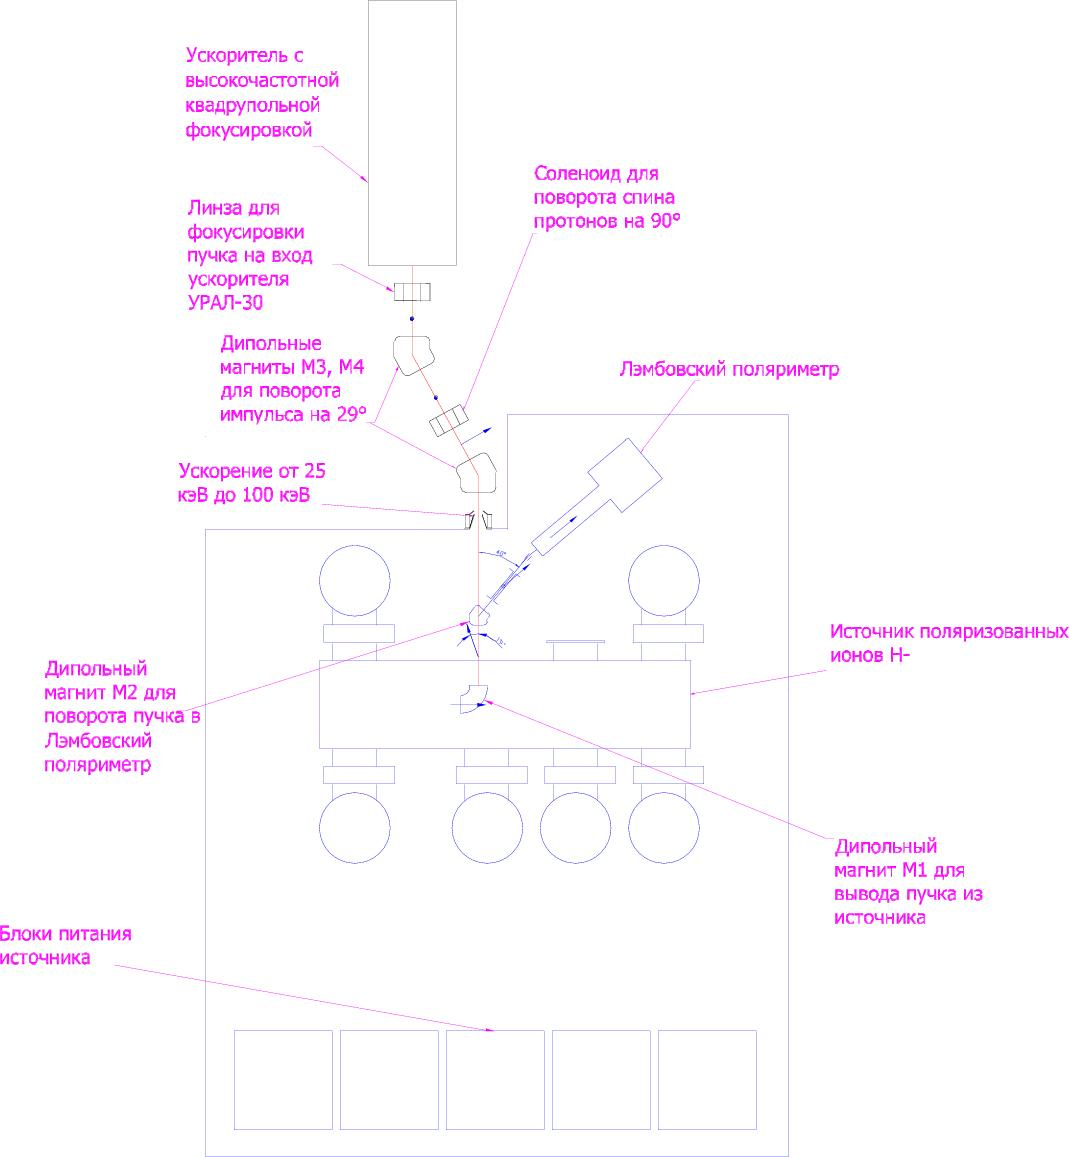 Ускоритель с
высокочастотной
квадрупольной
фокусировкой
Соленоид для
поворота спина
протонов на 90°
Линза для
фокусировки
пучка на вход
ускорителя
УРАЛ-30
Дипольные
магниты М3, М4
для поворота
импульса на 29°
Лэмбовский поляриметр
Ускорение от 25
кэВ до 100 кэВ
40°
15°
Источник поляризованных
ионов Н-
Дипольный
магнит М2 для
поворота пучка в
Лэмбовский
поляриметр
Дипольный
магнит М1 для
вывода пучка из
источника
Блоки питания
источника